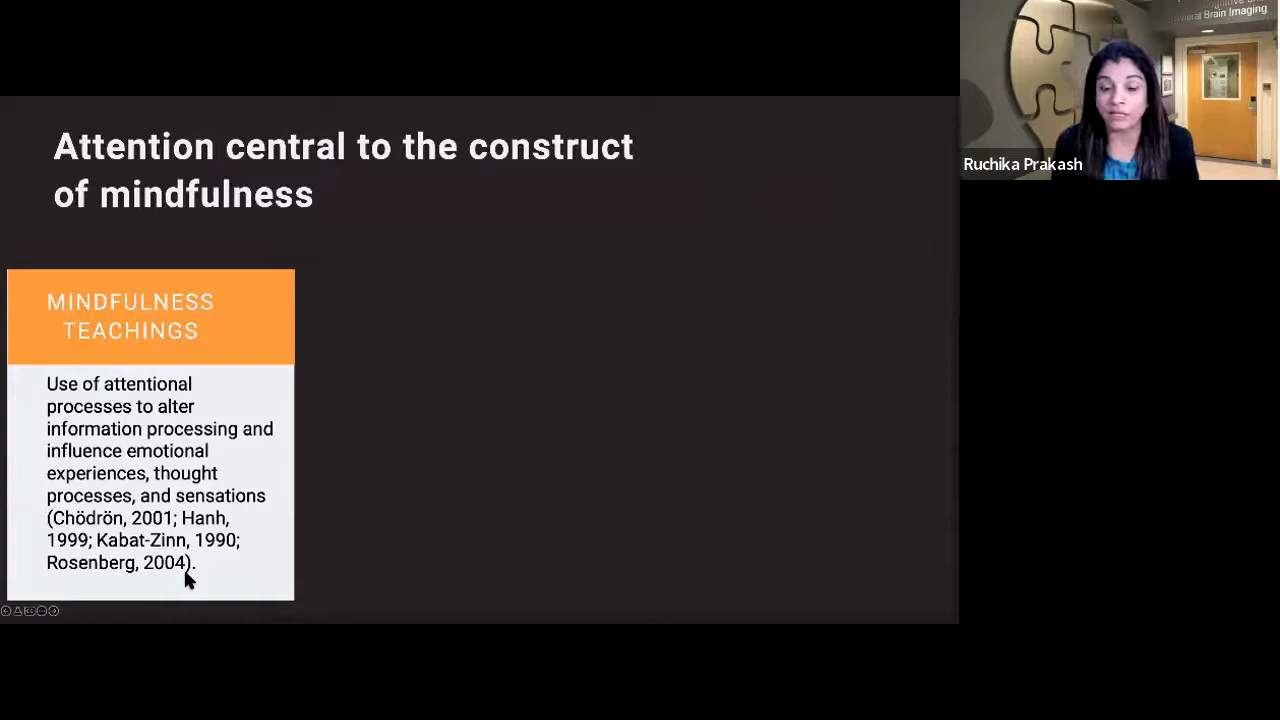 Attention central to the construct
of mindfulness
MINDFULNESS
TEACHINGS
Use of attentional
processes to alter
information processing and
influence emotional
experiences, thought
processes, and sensations
(Chödrön, 2001; Hanh,
1999; Kabat-Zinn, 1990;
Rosenberg, 2004).
Brain Imaging
Ruchika Prakash